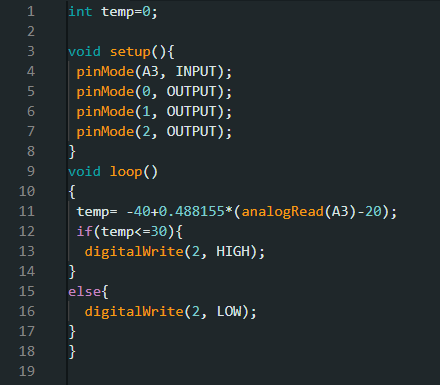 1 int temp=0;
2
3 void setup(){
4 pinMode(A3, INPUT);
5 pinMode(0, OUTPUT);
6 pinMode(1, OUTPUT);
7 pinMode(2, OUTPUT);
8 }
9 void loop()
10 {
11 temp= -40+0.488155*(analogRead(A3)-20);
12 if(temp<=30){
13 digitalWrite(2, HIGH);
14 }
15 else{
16 digitalWrite(2, LOW);
17 }
18 }
19